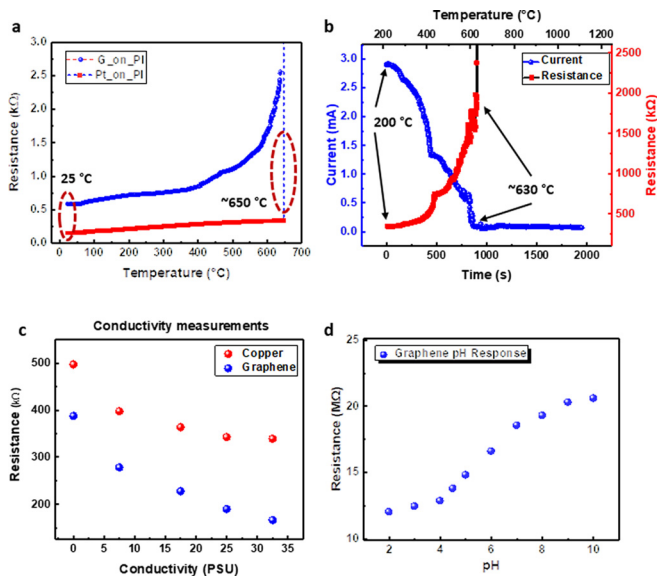 a
3.0
2.5
2.0
1.5
1.0
0.5
0.0
Resistance (kΩ)
G_on_PI
Pt_on_PI
25 °C
~650 °C
0 100 200 300 400 500 600 700
Temperature (°C)
b
Temperature (°C)
200 400 600 800 1000 1200
3.0
2.5
2.0
1.5
1.0
0.5
0.0
Current (mA)
Current
Resistance
200 °C
~630 °C
2500
2000
1500
1000
500
Resistance (kΩ)
0 500 1000 1500 2000
Time (s)
c
Conductivity measurements
500
400
300
200
Resistance (kΩ)
Copper
Graphene
0 5 10 15 20 25 30 35
Conductivity (PSU)
d
25
20
15
10
Resistance (MΩ)
Graphene pH Response
2 4 6 8 10
pH